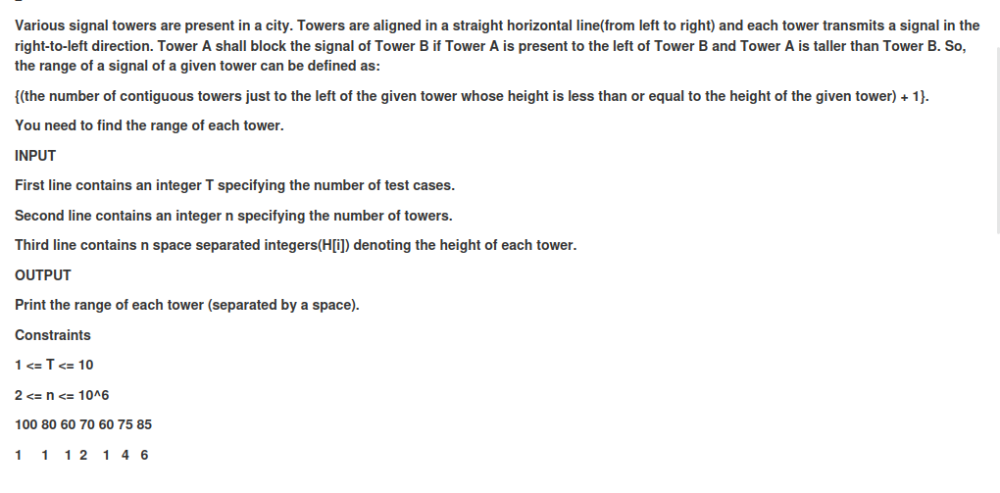 Various signal towers are present in a city. Towers are aligned in a straight horizontal line(from left to right) and each tower transmits a signal in the
right-to-left direction. Tower A shall block the signal of Tower B if Tower A is present to the left of Tower B and Tower A is taller than Tower B. So,
the range of a signal of a given tower can be defined as:
{(the number of contiguous towers just to the left of the given tower whose height is less than or equal to the height of the given tower) + 1}.
You need to find the range of each tower.
INPUT
First line contains an integer T specifying the number of test cases.
Second line contains an integer n specifying the number of towers.
Third line contains n space separated integers(H[i]) denoting the height of each tower.
OUTPUT
Print the range of each tower (separated by a space).
Constraints
1 <= T <= 10
2 <= n <= 10^6
100 80 60 70 60 75 85
1 1 1 2 1 4 6